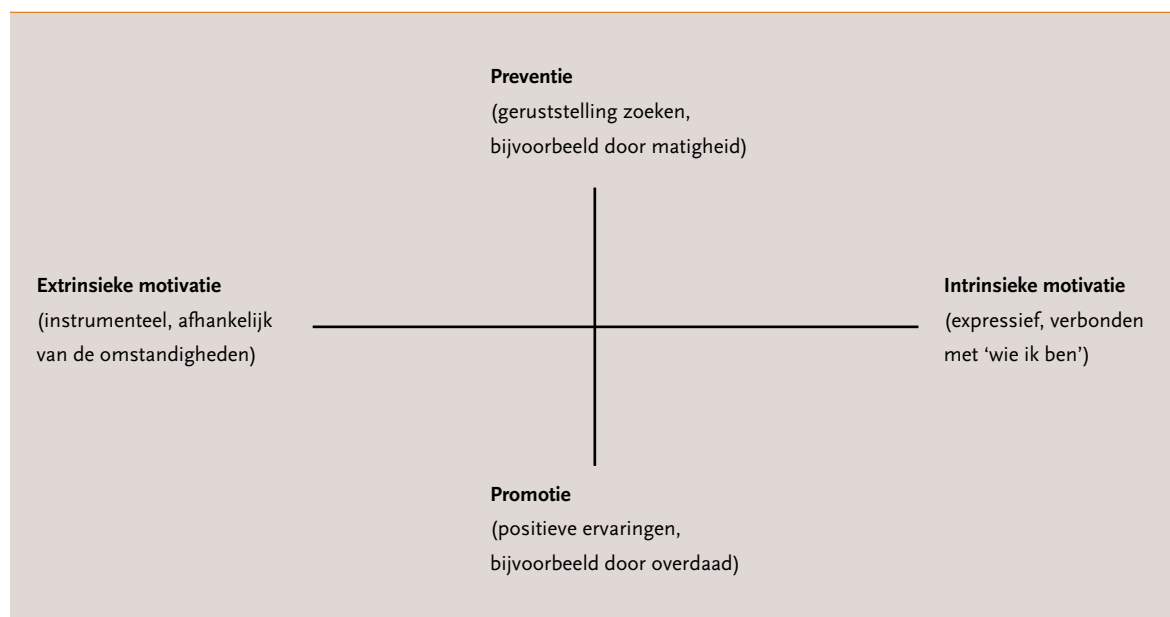 Preventie
(geruststelling zoeken,
bijvoorbeeld door matigheid)
Extrinsieke motivatie
(instrumenteel, afhankelijk
van de omstandigheden)
Intrinsieke motivatie
(expressief, verbonden
met ‘wie ik ben’)
Promotie
(positieve ervaringen,
bijvoorbeeld door overdaad)